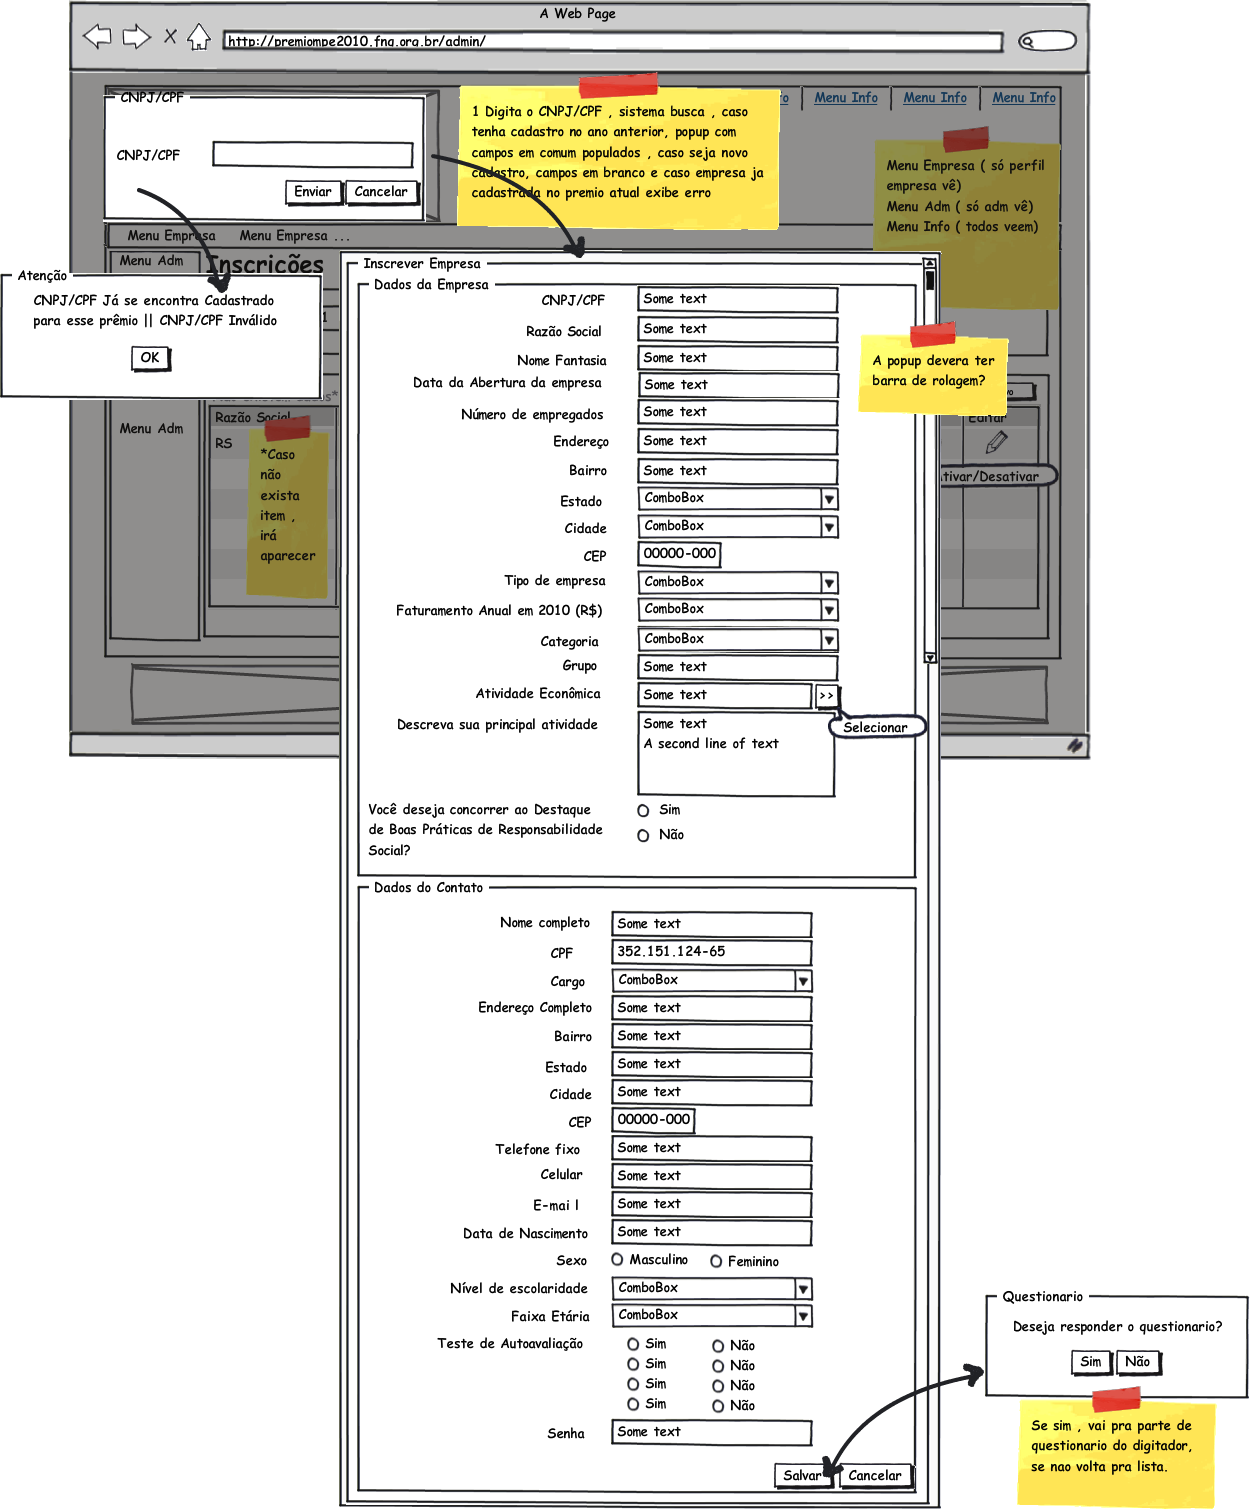 A Web Page
http://premiompe2010.fnq.org.br/admin/
CNPJ/CPF
CNPJ/CPF
Enviar
Cancelar
1 Digita o CNPJ/CPF , sistema busca , caso
tenha cadastro no ano anterior, popup com
campos em comum populados , caso seja novo
cadastro, campos em branco e caso empresa ja
cadastrada no premio atual exibe erro
Menu Info
Menu Info
Menu Info
Menu Empresa ( só perfil
empresa vê)
Menu Adm ( só adm vê)
Menu Info ( todos veem)
Menu Empresa
Menu Empresa ...
Menu Adm
Inscrições
Atenção
CNPJ/CPF Já se encontra Cadastrado
para esse prêmio || CNPJ/CPF Inválido
OK
Menu Adm
Razão Social
RS
*Caso
não
exista
item ,
irá
aparecer
Editar
Ativar/Desativar
A popup devera ter
barra de rolagem?
Inscrever Empresa
Dados da Empresa
CNPJ/CPF Some text
Razão Social Some text
Nome Fantasia Some text
Data da Abertura da empresa Some text
Número de empregados Some text
Endereço Some text
Bairro Some text
Estado ComboBox
Cidade ComboBox
CEP 00000-000
Tipo de empresa ComboBox
Faturamento Anual em 2010 (R$) ComboBox
Categoria ComboBox
Grupo Some text
Atividade Econômica Some text >>
Selecionar
Descreva sua principal atividade Some text
A second line of text
Você deseja concorrer ao Destaque
de Boas Práticas de Responsabilidade
Social?
Sim
Não
Dados do Contato
Nome completo Some text
CPF 352.151.124-65
Cargo ComboBox
Endereço Completo Some text
Bairro Some text
Estado Some text
Cidade Some text
CEP 00000-000
Telefone fixo Some text
Celular Some text
E-mai l Some text
Data de Nascimento Some text
Sexo Masculino Feminino
Nível de escolaridade ComboBox
Faixa Etária ComboBox
Teste de Autoavaliação Sim Não
Sim Não
Sim Não
Sim Não
Senha Some text
Salvar
Cancelar
Questionario
Deseja responder o questionario?
Sim
Não
Se sim , vai pra parte de
questionario do digitador,
se nao volta pra lista.